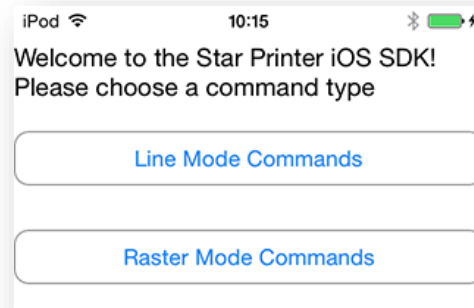 iPod 10:15
Welcome to the Star Printer iOS SDK!
Please choose a command type
Line Mode Commands
Raster Mode Commands